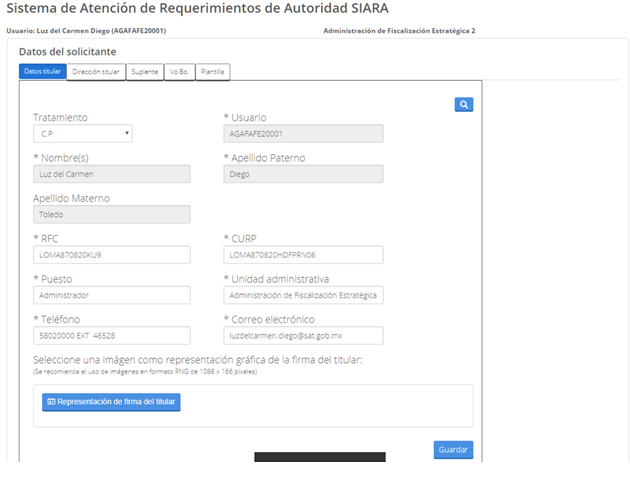 Sistema de Atención de Requerimientos de Autoridad SIARA
Usuario: Luz del Carmen Diego (AGAFAFE20001) Administración de Fiscalización Estratégica 2
Datos del solicitante
Datos titular Dirección titular Suplente Vo.Bo. Plantilla
Tratamiento * Usuario
C.P. AGAFAFE20001
* Nombre(s) * Apellido Paterno
Luz del Carmen Diego
Apellido Materno
Toledo
* RFC * CURP
LOMA870820KU9 LOMA870820HDFPRN06
* Puesto * Unidad administrativa
Administrador Administración de Fiscalización Estratégica
* Teléfono * Correo electrónico
58020000 EXT 46528 luzdelcarmen.diego@sat.gob.mx
Seleccione una imágen como representación gráfica de la firma del titular:
(Se recomienda el uso de imágenes en formato PNG de 1088 x 166 pixeles)
Representación de firma del titular
Guardar